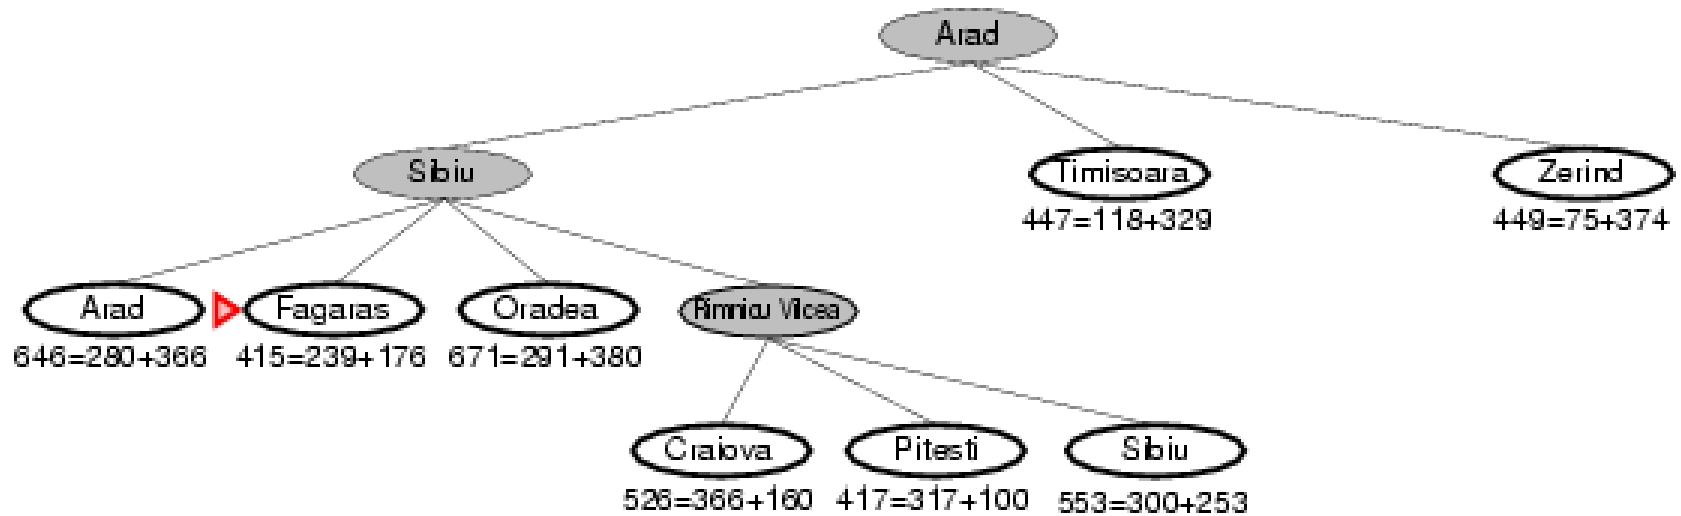 Arad
Sibiu
Timisoara
Zerind
447=118+329
449=75+374
Arad
Fagaras
Oradea
Rimnicu Vilcea
646=280+366
415=239+176
671=291+380
Craiova
Pitesti
Sibiu
526=366+160
417=317+100
553=300+253